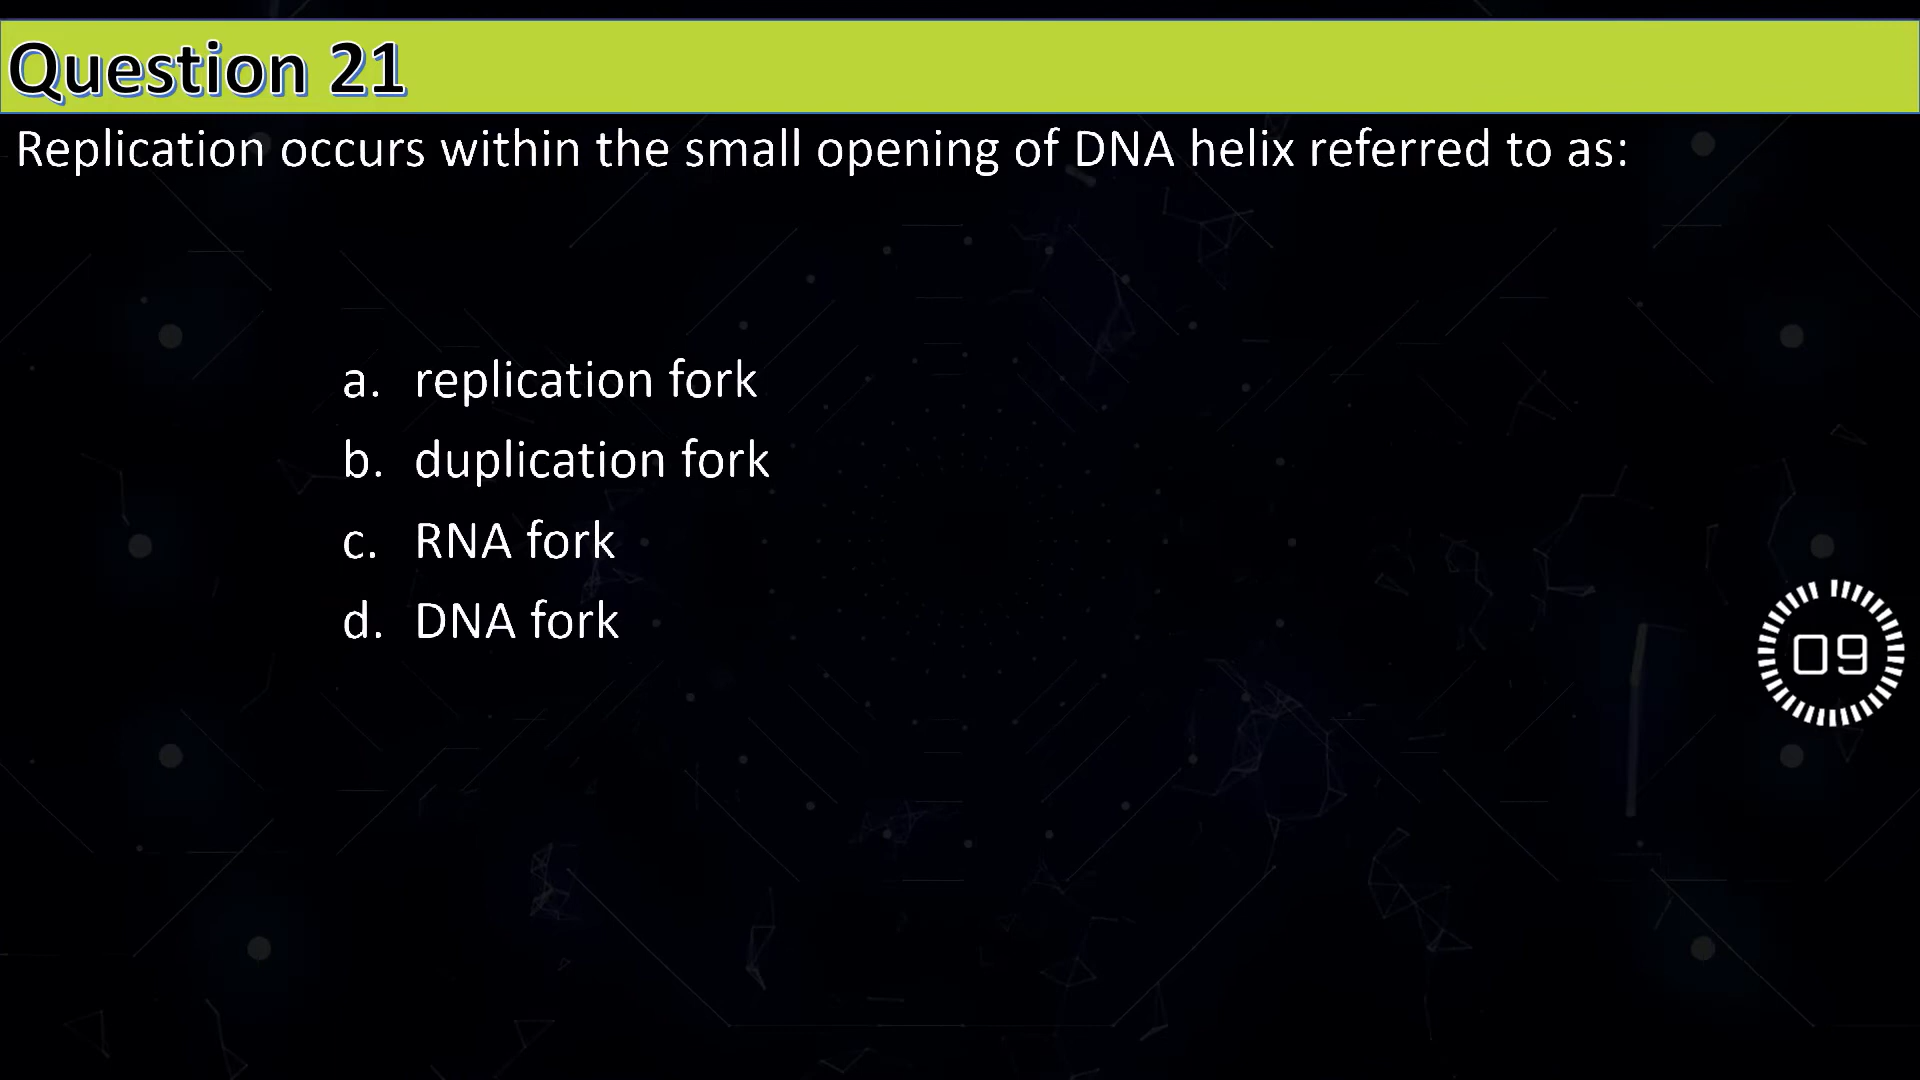 Question 21
Replication occurs within the small opening of DNA helix referred to as:
a. replication fork
b. duplication fork
c. RNA fork
d. DNA fork
09